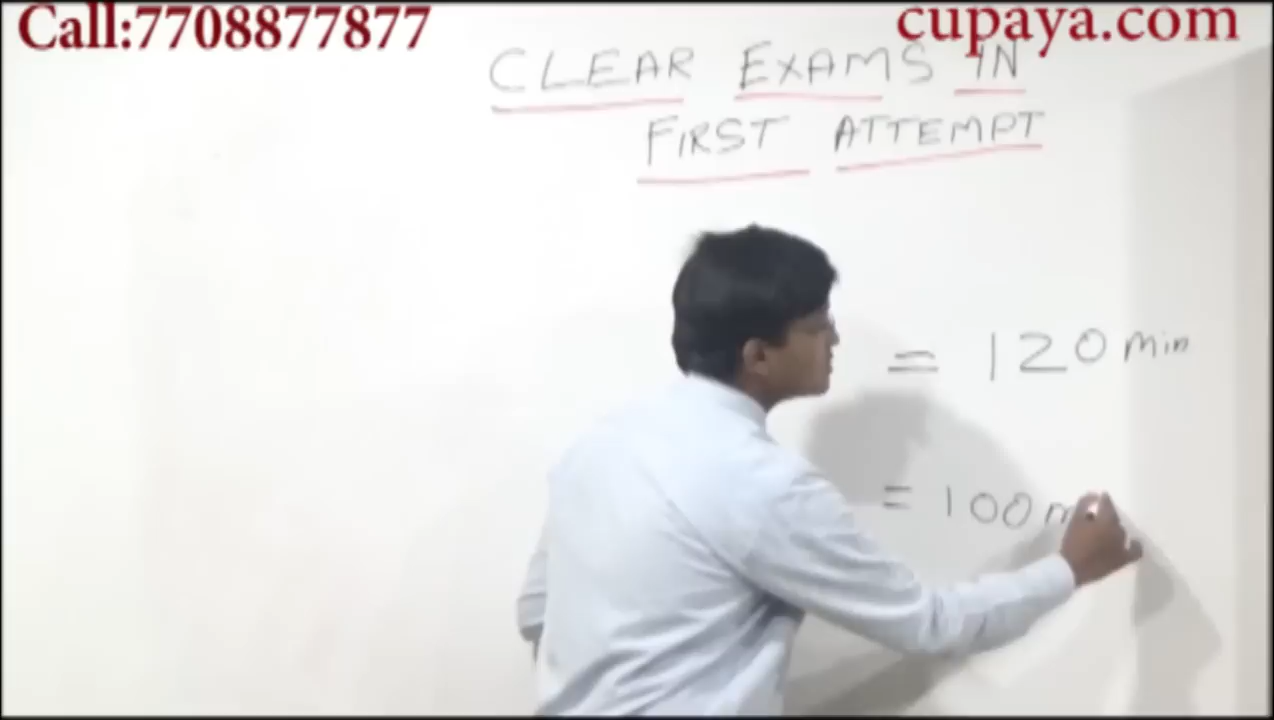 Call:7708877877
cupaya.com
CLEAR EXAMS IN
FIRST ATTEMPT
= 120 min
= 100 m